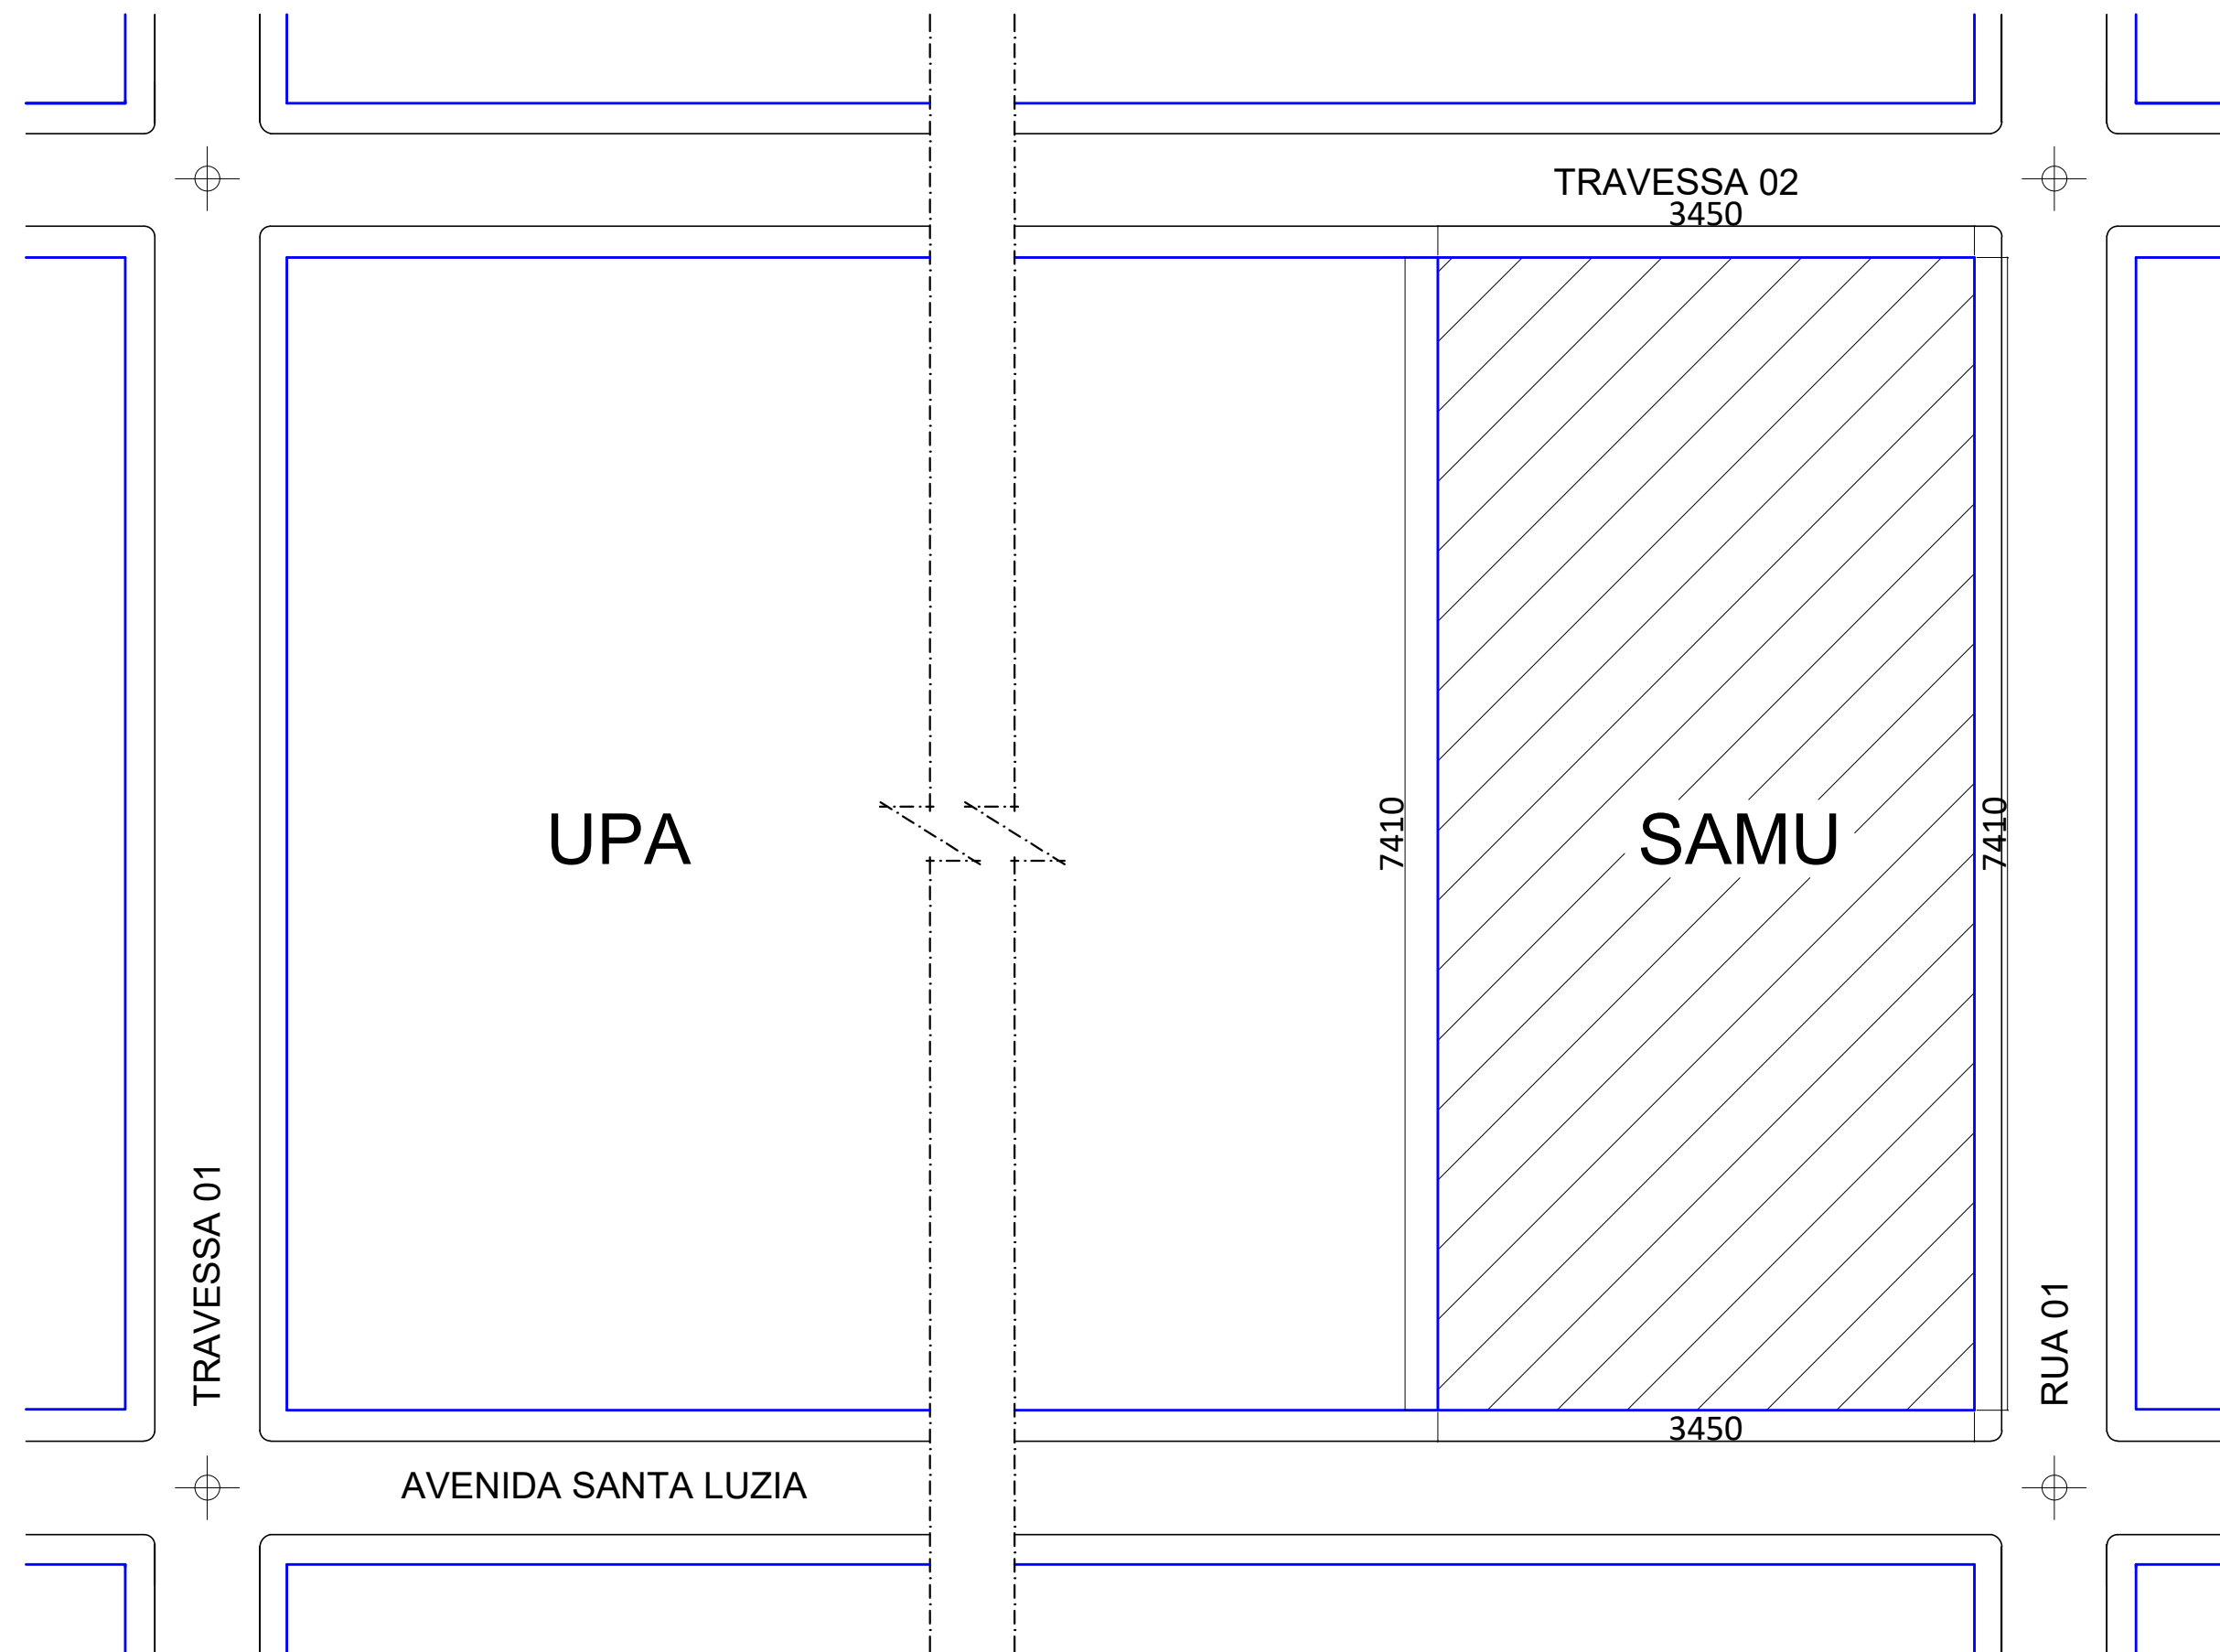 TRAVESSA 02
3450
UPA
7410
SAMU
7410
TRAVESSA 01
RUA 01
3450
AVENIDA SANTA LUZIA